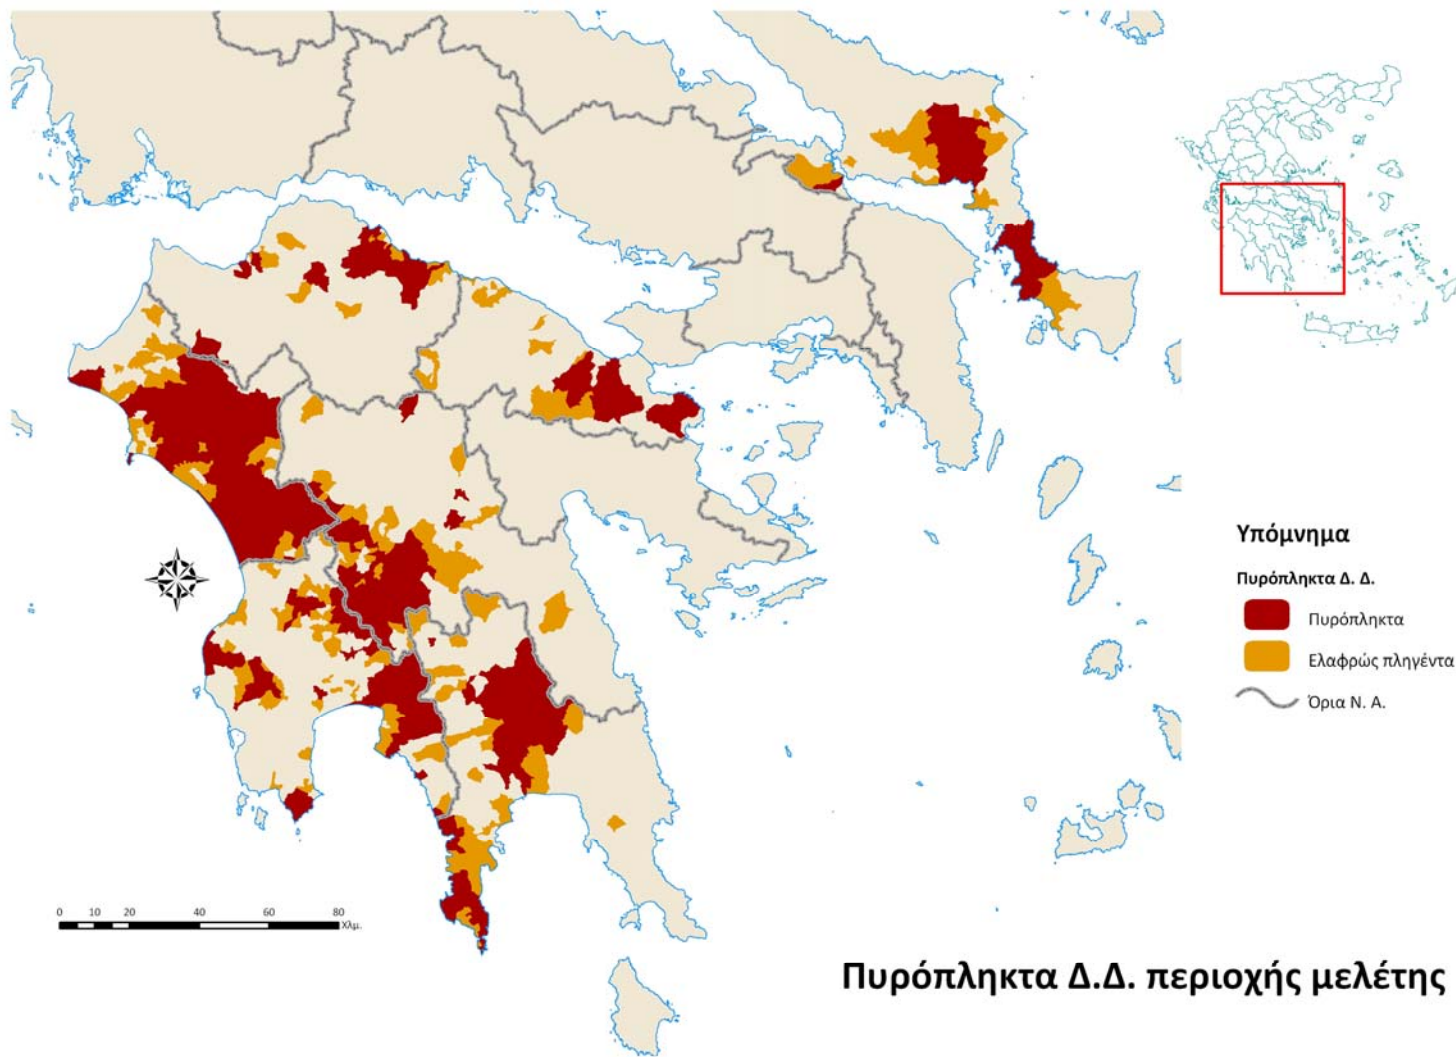 Υπόμνημα
Πυρόπληκτα Δ. Δ.
Πυρόπληκτα
Ελαφρώς πληγέντα
Όρια Ν. Α.
0 10 20 40 60 80
Χλμ.
Πυρόπληκτα Δ.Δ. περιοχής μελέτης